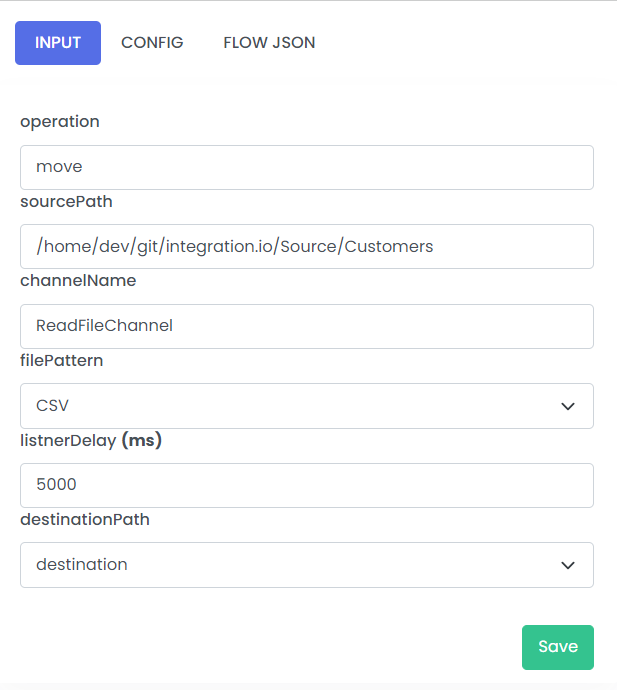 INPUT CONFIG FLOW JSON
operation
move
sourcePath
/home/dev/git/integration.io/Source/Customers
channelName
ReadFileChannel
filePattern
CSV
listnerDelay (ms)
5000
destinationPath
destination
Save